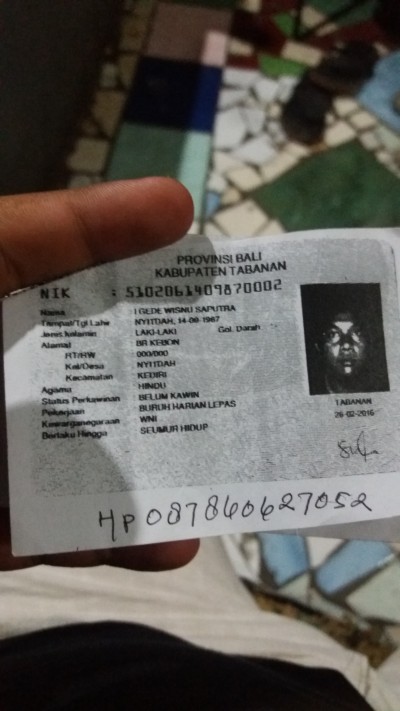 PROVINSI BALI
KABUPATEN TABANAN
NIK : 5102061409870002
Nama I GEDE WISNU SAPUTRA
Tempat/Tgl Lahir NYITDAH, 14-09-1987
Jenis kelamin LAKI-LAKI Gol. Darah
Alamat BR KEBON
RT/RW 000/000
Kel/Desa NYITDAH
Kecamatan KEDIRI
Agama HINDU
Status Perkawinan BELUM KAWIN
Pekerjaan BURUH HARIAN LEPAS
Kewarganegaraan WNI
Berlaku Hingga SEUMUR HIDUP
TABANAN
26-02-2016
HP 087860627052